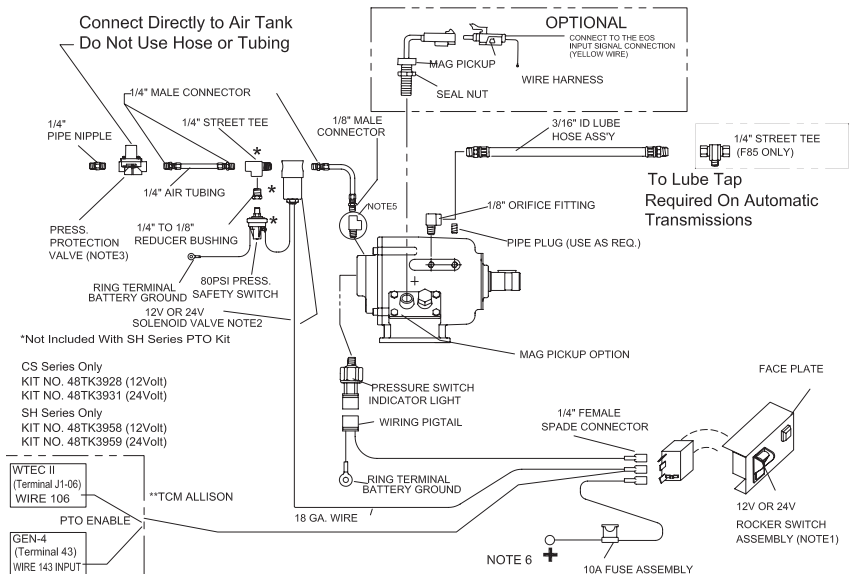 Connect Directly to Air Tank
Do Not Use Hose or Tubing
OPTIONAL
CONNECT TO THE EOS
INPUT SIGNAL CONNECTION
(YELLOW WIRE)
MAG PICKUP
WIRE HARNESS
SEAL NUT
1/4" MALE CONNECTOR
1/4"
PIPE NIPPLE
1/4" STREET TEE
1/8" MALE
CONNECTOR
3/16" ID LUBE
HOSE ASS'Y
1/4" STREET TEE
(F85 ONLY)
*
1/4" AIR TUBING
*
To Lube Tap
Required On Automatic
Transmissions
NOTE5
1/8" ORIFICE FITTING
PRESS.
PROTECTION
VALVE (NOTE3)
1/4" TO 1/8"
REDUCER BUSHING
*
PIPE PLUG (USE AS REQ.)
RING TERMINAL
BATTERY GROUND
80PSI PRESS.
SAFETY SWITCH
12V OR 24V
SOLENOID VALVE NOTE2
*Not Included With SH Series PTO Kit
MAG PICKUP OPTION
CS Series Only
KIT NO. 48TK3928 (12Volt)
KIT NO. 48TK3931 (24Volt)
SH Series Only
KIT NO. 48TK3958 (12Volt)
KIT NO. 48TK3959 (24Volt)
PRESSURE SWITCH
INDICATOR LIGHT
WIRING PIGTAIL
FACE PLATE
1/4" FEMALE
SPADE CONNECTOR
WTEC II
(Terminal J1-06)
WIRE 106
**TCM ALLISON
RING TERMINAL
BATTERY GROUND
PTO ENABLE
18 GA. WIRE
12V OR 24V
ROCKER SWITCH
ASSEMBLY (NOTE1)
GEN-4
(Terminal 43)
WIRE 143 INPUT
NOTE 6 +
10A FUSE ASSEMBLY